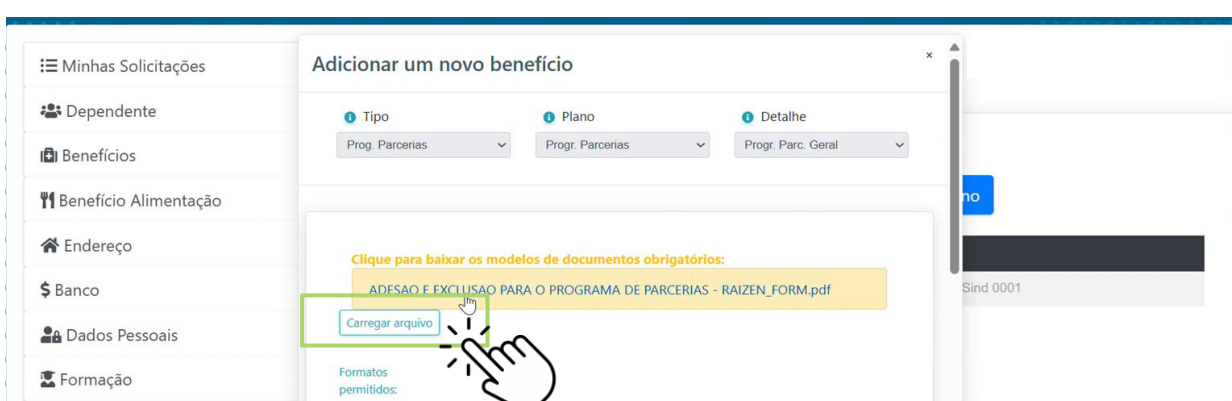 Minhas Solicitações
Dependente
Benefícios
Benefício Alimentação
Endereço
Banco
Dados Pessoais
Formação
Adicionar um novo benefício
×
Tipo
Plano
Detalhe
Prog. Parcerias
Progr. Parcerias
Progr. Parc. Geral
Clique para baixar os modelos de documentos obrigatórios:
ADESAO E EXCLUSAO PARA O PROGRAMA DE PARCERIAS - RAIZEN_FORM.pdf
Carregar arquivo
Formatos
permitidos:
no
Sind 0001